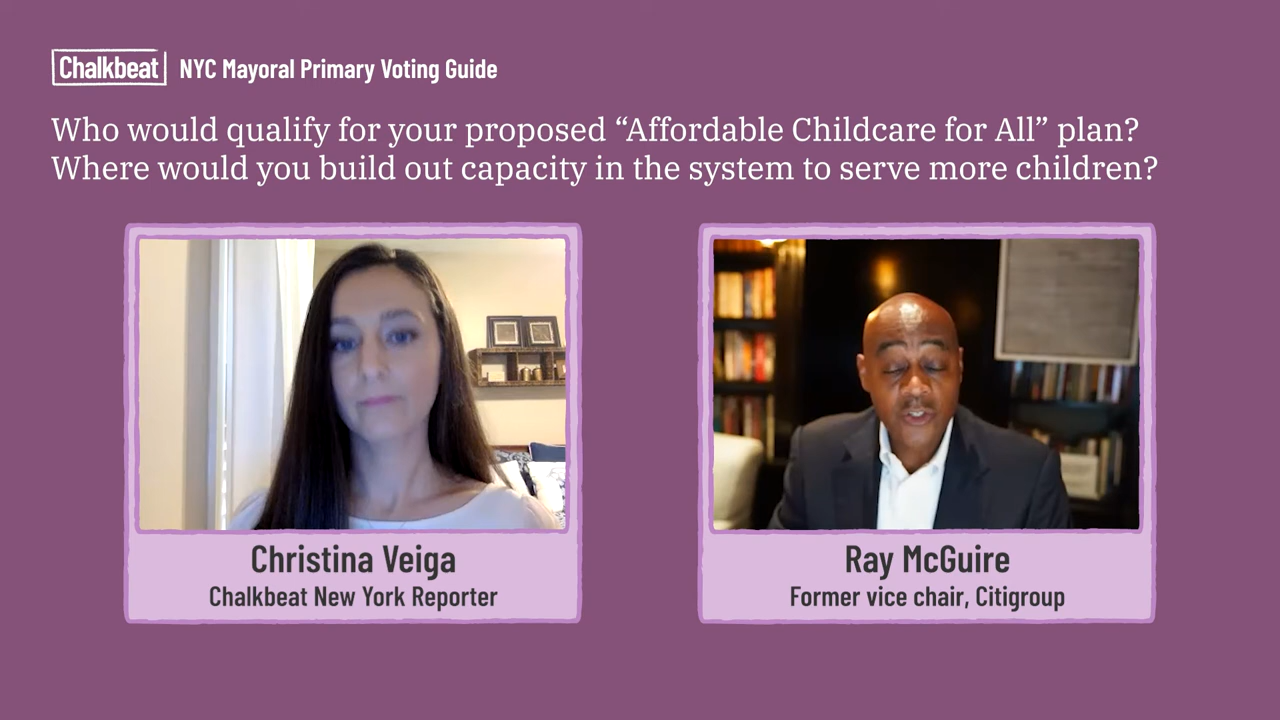 Chalkbeat NYC Mayoral Primary Voting Guide
Who would qualify for your proposed “Affordable Childcare for All” plan?
Where would you build out capacity in the system to serve more children?
Christina Veiga
Chalkbeat New York Reporter
Ray McGuire
Former vice chair, Citigroup